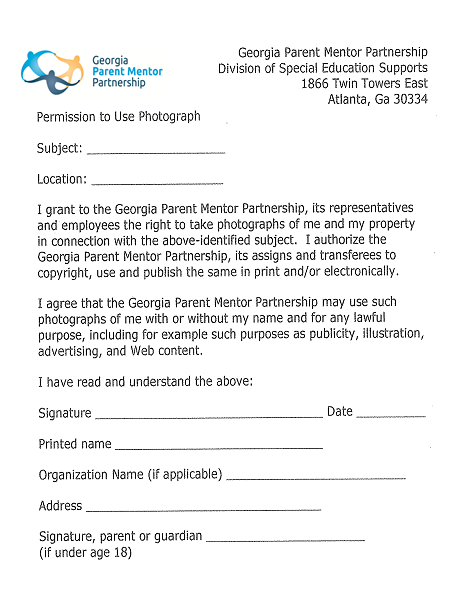 Georgia
Parent Mentor
Partnership
Georgia Parent Mentor Partnership
Division of Special Education Supports
1866 Twin Towers East
Atlanta, Ga 30334
Permission to Use Photograph
Subject: ____________________
Location: ____________________
I grant to the Georgia Parent Mentor Partnership, its representatives
and employees the right to take photographs of me and my property
in connection with the above-identified subject.  I authorize the
Georgia Parent Mentor Partnership, its assigns and transferees to
copyright, use and publish the same in print and/or electronically.
I agree that the Georgia Parent Mentor Partnership may use such
photographs of me with or without my name and for any lawful
purpose, including for example such purposes as publicity, illustration,
advertising, and Web content.
I have read and understand the above:
Signature ____________________ Date __________
Printed name ____________________
Organization Name (if applicable) ____________________
Address ____________________
Signature, parent or guardian ____________________
(if under age 18)